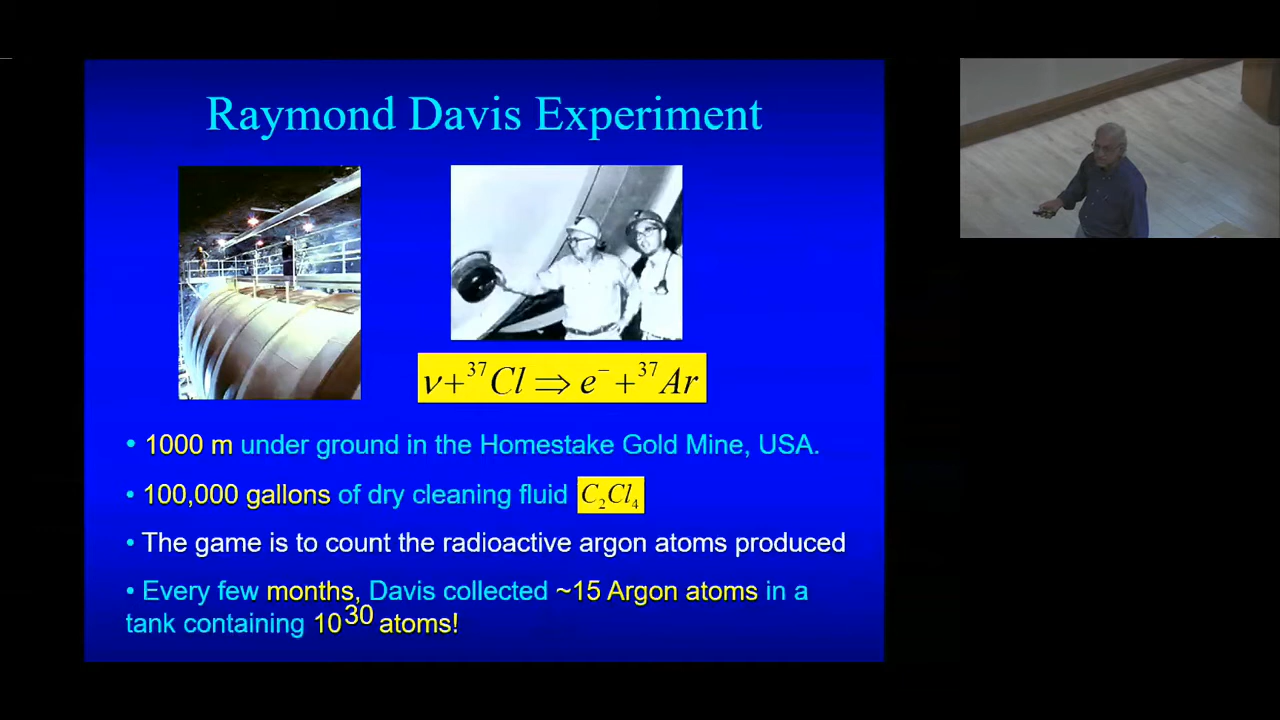 Raymond Davis Experiment
ν+³⁷Cl ⇒ e⁻+³⁷Ar
• 1000 m under ground in the Homestake Gold Mine, USA.
• 100,000 gallons of dry cleaning fluid C₂Cl₄
• The game is to count the radioactive argon atoms produced
• Every few months, Davis collected ~15 Argon atoms in a
tank containing 10³⁰ atoms!